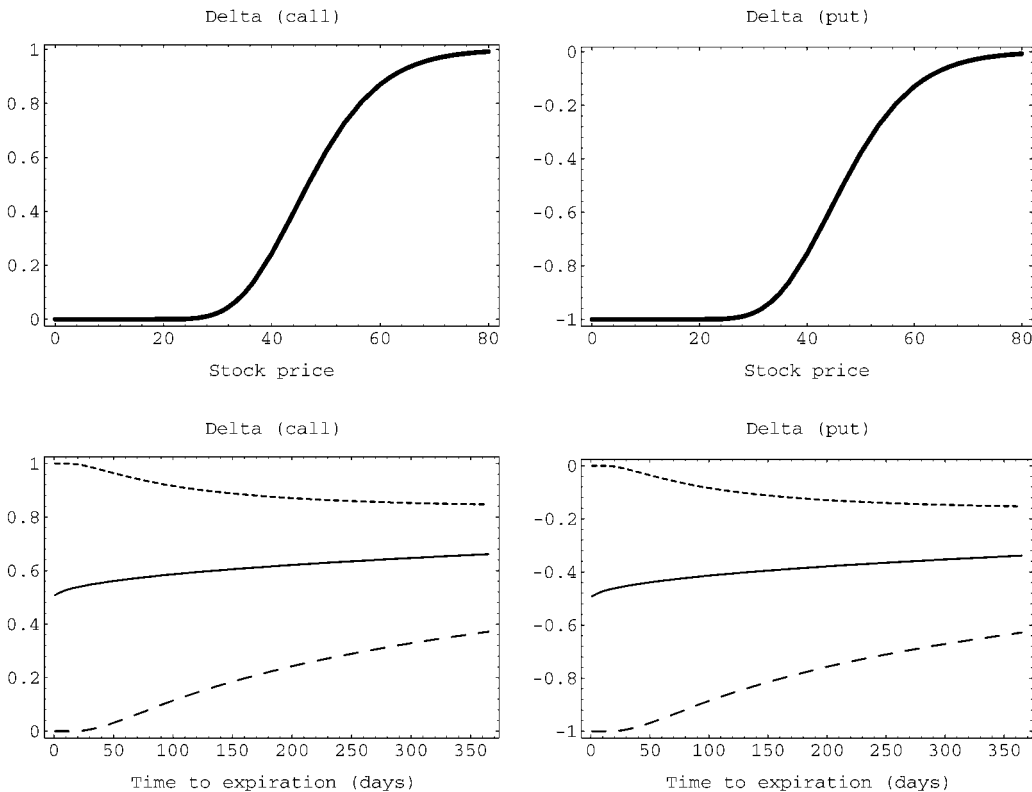 Delta (call)
1
0.8
0.6
0.4
0.2
0
0 20 40 60 80
Stock price
Delta (put)
0
-0.2
-0.4
-0.6
-0.8
-1
0 20 40 60 80
Stock price
Delta (call)
1
0.8
0.6
0.4
0.2
0
0 50 100 150 200 250 300 350
Time to expiration (days)
Delta (put)
0
-0.2
-0.4
-0.6
-0.8
-1
0 50 100 150 200 250 300 350
Time to expiration (days)